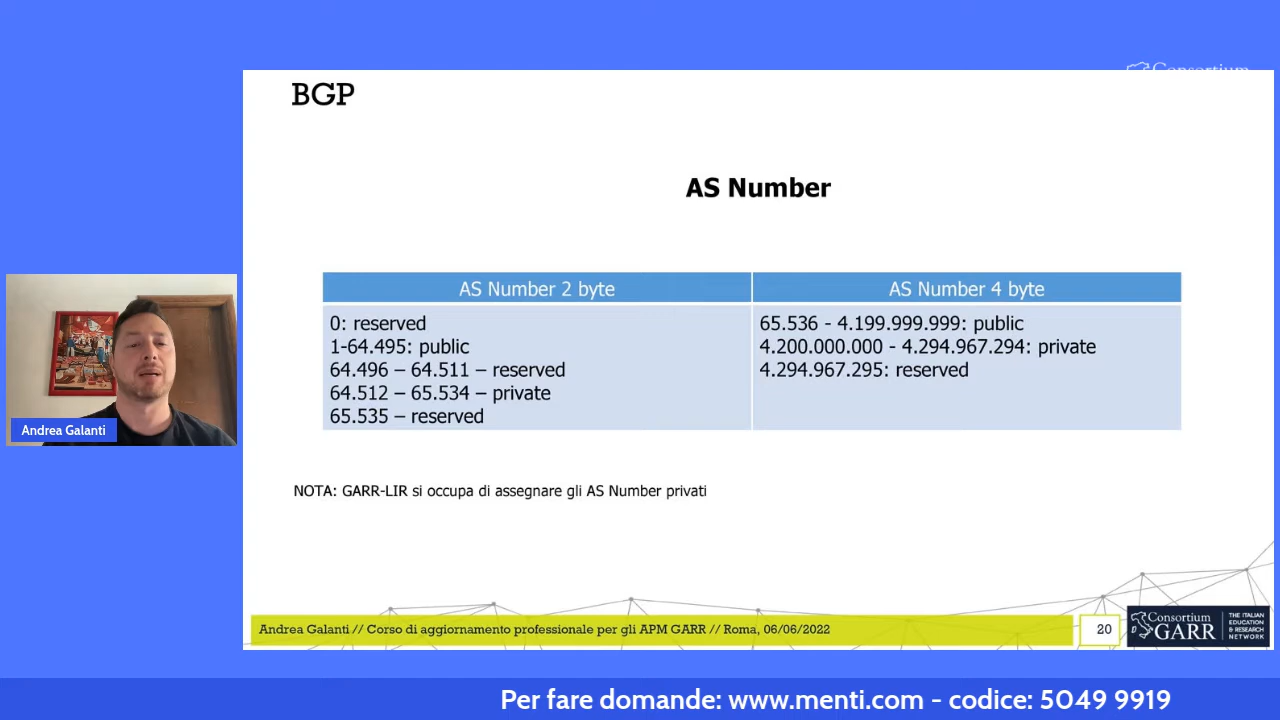 Consortium
BGP
AS Number
AS Number 2 byte
AS Number 4 byte
0: reserved
1-64.495: public
64.496 – 64.511 – reserved
64.512 – 65.534 – private
65.535 – reserved
65.536 - 4.199.999.999: public
4.200.000.000 - 4.294.967.294: private
4.294.967.295: reserved
Andrea Galanti
NOTA: GARR-LIR si occupa di assegnare gli AS Number privati
Andrea Galanti // Corso di aggiornamento professionale per gli APM GARR // Roma, 06/06/2022
20
Consortium
GARR
THE ITALIAN
EDUCATION
& RESEARCH
NETWORK
Per fare domande: www.menti.com - codice: 5049 9919